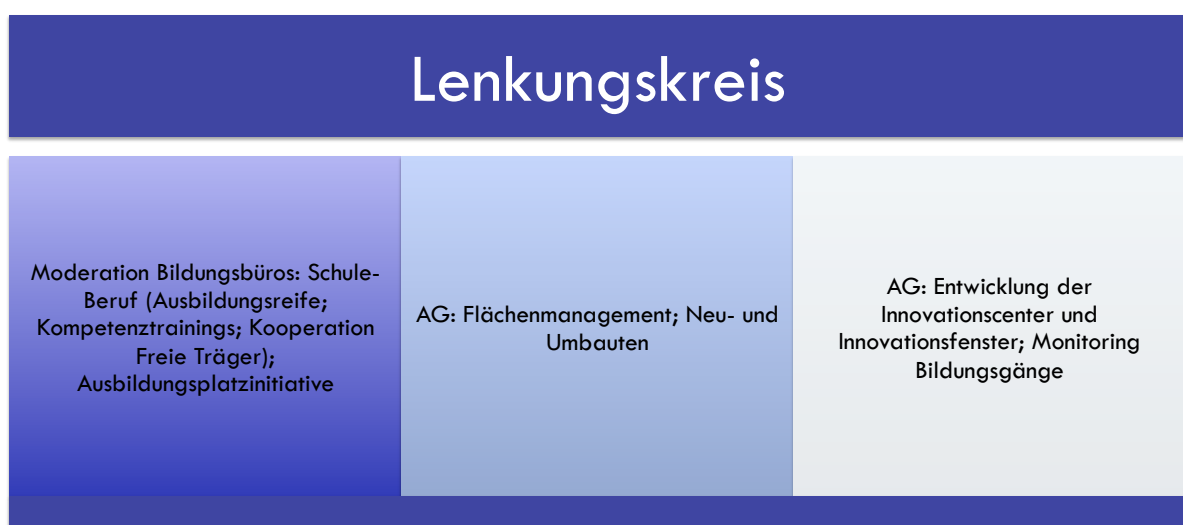 Lenkungskreis
Moderation Bildungsbüros: Schule-
Beruf (Ausbildungsreife;
Kompetenztrainings; Kooperation
Freie Träger);
Ausbildungsplatzinitiative
AG: Flächenmanagement; Neu- und
Umbauten
AG: Entwicklung der
Innovationscenter und
Innovationsfenster; Monitoring
Bildungsgänge